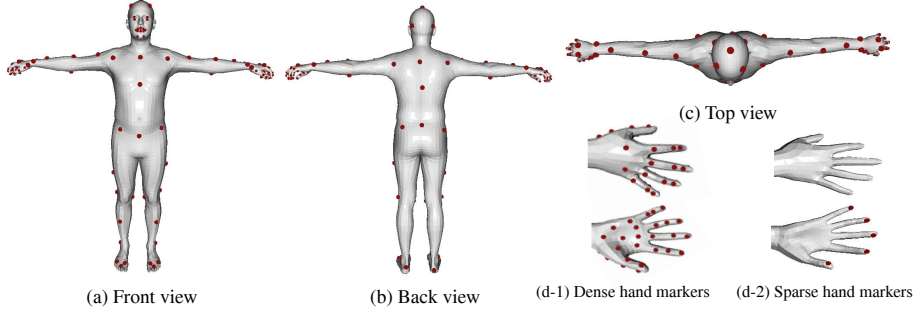 (c) Top view
(a) Front view
(b) Back view
(d-1) Dense hand markers
(d-2) Sparse hand markers